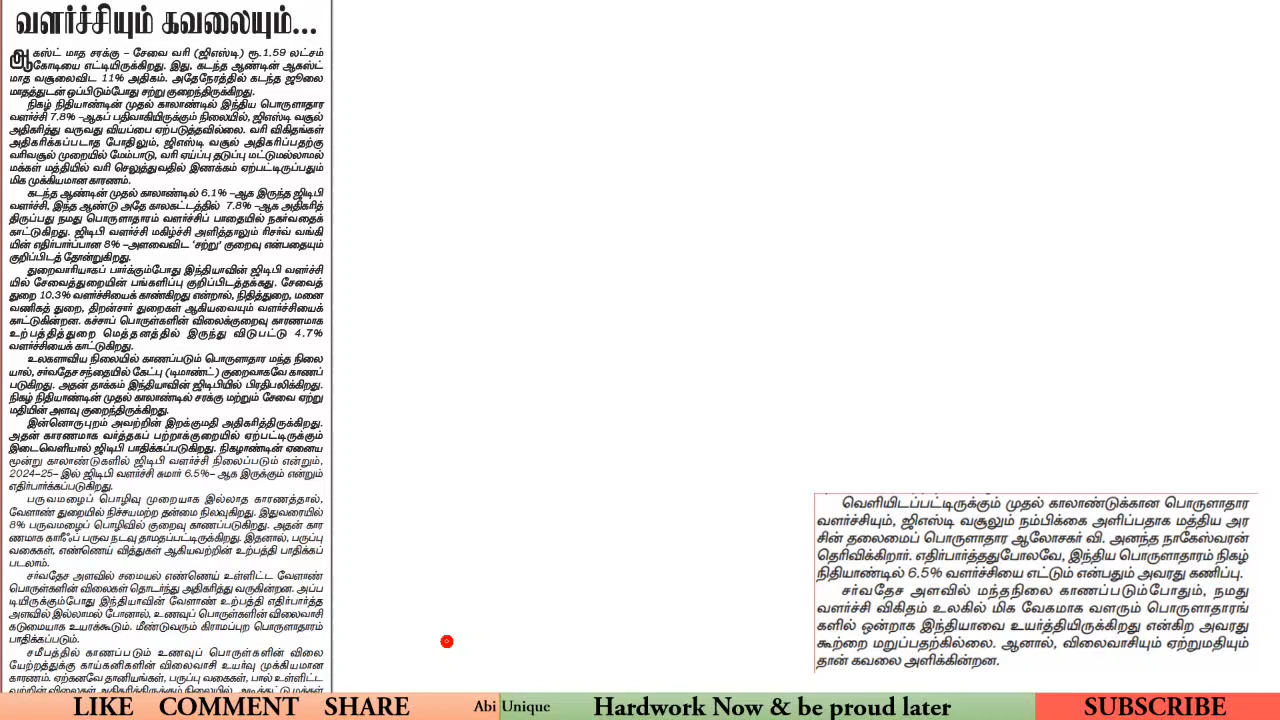 வளர்ச்சியும் கவலையும்...
ஆகஸ்ட் மாத சரக்கு – சேவை வரி (ஜிஎஸ்டி) ரூ.1.59 லட்சம்
கோடியை எட்டியிருக்கிறது. இது, கடந்த ஆண்டின் ஆகஸ்ட்
மாத வசூலைவிட 11% அதிகம். அதேநேரத்தில் கடந்த ஜூலை
மாதத்துடன் ஒப்பிடும்போது சற்று குறைந்திருக்கிறது.
நிகழ் நிதியாண்டின் முதல் காலாண்டில் இந்திய பொருளாதார
வளர்ச்சி 7.8% –ஆகப் பதிவாகியிருக்கும் நிலையில், ஜிஎஸ்டி வசூல்
அதிகரித்து வருவது வியப்பை ஏற்படுத்தவில்லை. வரி விகிதங்கள்
அதிகரிக்கப்படாத போதிலும், ஜிஎஸ்டி வசூல் அதிகரிப்பதற்கு
வரிவசூல் முறையில் மேம்பாடு, வரி ஏய்ப்பு தடுப்பு மட்டுமல்லாமல்
மக்கள் மத்தியில் வரி செலுத்துவதில் இணக்கம் ஏற்பட்டிருப்பதும்
மிக முக்கியமான காரணம்.
கடந்த ஆண்டின் முதல் காலாண்டில் 6.1% –ஆக இருந்த ஜிடிபி
வளர்ச்சி, இந்த ஆண்டு அதே காலகட்டத்தில் 7.8% –ஆக அதிகரித்
திருப்பது நமது பொருளாதாரம் வளர்ச்சிப் பாதையில் நகர்வதைக்
காட்டுகிறது. ஜிடிபி வளர்ச்சி மகிழ்ச்சி அளித்தாலும் ரிசர்வ் வங்கி
யின் எதிர்பார்ப்பான 8% –அளவைவிட 'சற்று' குறைவு என்பதையும்
குறிப்பிடத் தோன்றுகிறது.
துறைவாரியாகப் பார்க்கும்போது இந்தியாவின் ஜிடிபி வளர்ச்சி
யில் சேவைத்துறையின் பங்களிப்பு குறிப்பிடத்தக்கது. சேவைத்
துறை 10.3% வளர்ச்சியைக் காண்கிறது என்றால், நிதித்துறை, மனை
வணிகத் துறை, திறன்சார் துறைகள் ஆகியவையும் வளர்ச்சியைக்
காட்டுகின்றன. கச்சாப் பொருள்களின் விலைக்குறைவு காரணமாக
உற்பத்தித்துறை மெத்தனத்தில் இருந்து விடுபட்டு 4.7%
வளர்ச்சியைக் காட்டுகிறது.
உலகளாவிய நிலையில் காணப்படும் பொருளாதார மந்த நிலை
யால், சர்வதேச சந்தையில் கேட்பு (டிமாண்ட்) குறைவாகவே காணப்
படுகிறது. அதன் தாக்கம் இந்தியாவின் ஜிடிபியில் பிரதிபலிக்கிறது.
நிகழ் நிதியாண்டின் முதல் காலாண்டில் சரக்கு மற்றும் சேவை ஏற்று
மதியின் அளவு குறைந்திருக்கிறது.
இன்னொருபுறம் அவற்றின் இறக்குமதி அதிகரித்திருக்கிறது.
அதன் காரணமாக வர்த்தகப் பற்றாக்குறையில் ஏற்பட்டிருக்கும்
இடைவெளியால் ஜிடிபி பாதிக்கப்படுகிறது. நிகழாண்டின் ஏனைய
மூன்று காலாண்டுகளில் ஜிடிபி வளர்ச்சி நிலைப்படும் என்றும்,
2024–25– இல் ஜிடிபி வளர்ச்சி சுமார் 6.5%– ஆக இருக்கும் என்றும்
எதிர்பார்க்கப்படுகிறது.
பருவமழைப் பொழிவு முறையாக இல்லாத காரணத்தால்,
வேளாண் துறையில் நிச்சயமற்ற தன்மை நிலவுகிறது. இதுவரையில்
8% பருவமழைப் பொழிவில் குறைவு காணப்படுகிறது. அதன் கார
ணமாக காரீஃப் பருவ நடவு தாமதப்பட்டிருக்கிறது. இதனால், பருப்பு
வகைகள், எண்ணெய் வித்துகள் ஆகியவற்றின் உற்பத்தி பாதிக்கப்
படலாம்.
சர்வதேச அளவில் சமையல் எண்ணெய் உள்ளிட்ட வேளாண்
பொருள்களின் விலைகள் தொடர்ந்து அதிகரித்து வருகின்றன. அப்ப
டியிருக்கும்போது இந்தியாவின் வேளாண் உற்பத்தி எதிர்பார்த்த
அளவில் இல்லாமல் போனால், உணவுப் பொருள்களின் விலைவாசி
கடுமையாக உயரக்கூடும். மீண்டுவரும் கிராமப்புற பொருளாதாரம்
பாதிக்கப்படும்.
சமீபத்தில் காணப்படும் உணவுப் பொருள்களின் விலை
யேற்றத்துக்கு காய்கனிகளின் விலைவாசி உயர்வு முக்கியமான
காரணம். ஏற்கனவே தானியங்கள், பருப்பு வகைகள், பால் உள்ளிட்ட
வற்றின் விலைகள் அதிகரித்திருக்கும் நிலையில், அடித்தட்டு மக்கள்
வெளியிடப்பட்டிருக்கும் முதல் காலாண்டுக்கான பொருளாதார
வளர்ச்சியும், ஜிஎஸ்டி வசூலும் நம்பிக்கை அளிப்பதாக மத்திய அர
சின் தலைமைப் பொருளாதார ஆலோசகர் வி. அனந்த நாகேஸ்வரன்
தெரிவிக்கிறார். எதிர்பார்த்ததுபோலவே, இந்திய பொருளாதாரம் நிகழ்
நிதியாண்டில் 6.5% வளர்ச்சியை எட்டும் என்பதும் அவரது கணிப்பு.
சர்வதேச அளவில் மந்தநிலை காணப்படும்போதும், நமது
வளர்ச்சி விகிதம் உலகில் மிக வேகமாக வளரும் பொருளாதாரங்
களில் ஒன்றாக இந்தியாவை உயர்த்தியிருக்கிறது என்கிற அவரது
கூற்றை மறுப்பதற்கில்லை. ஆனால், விலைவாசியும் ஏற்றுமதியும்
தான் கவலை அளிக்கின்றன.
LIKE COMMENT SHARE Abi Unique Hardwork Now & be proud later SUBSCRIBE